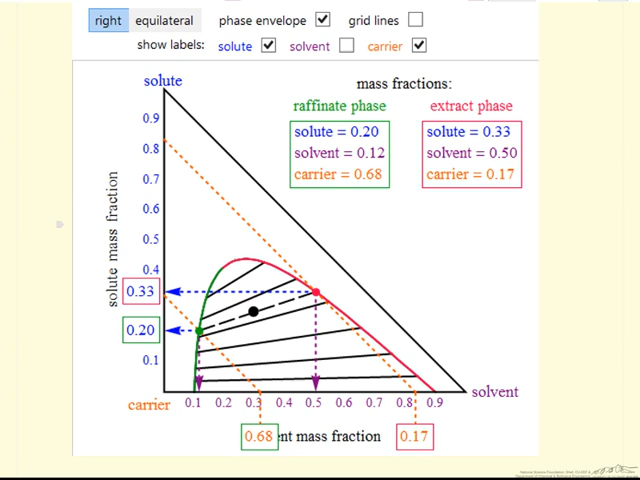 right equilateral phase envelope grid lines
show labels: solute solvent carrier
solute
mass fractions:
raffinate phase extract phase
solute = 0.20 solute = 0.33
solvent = 0.12 solvent = 0.50
carrier = 0.68 carrier = 0.17
solute mass fraction
0.9
0.8
0.7
0.6
0.5
0.4
0.33
0.20
0.1
carrier
0.1 0.2 0.3 0.4 0.5 0.6 0.7 0.8 0.9
solvent
0.68 nt mass fraction 0.17